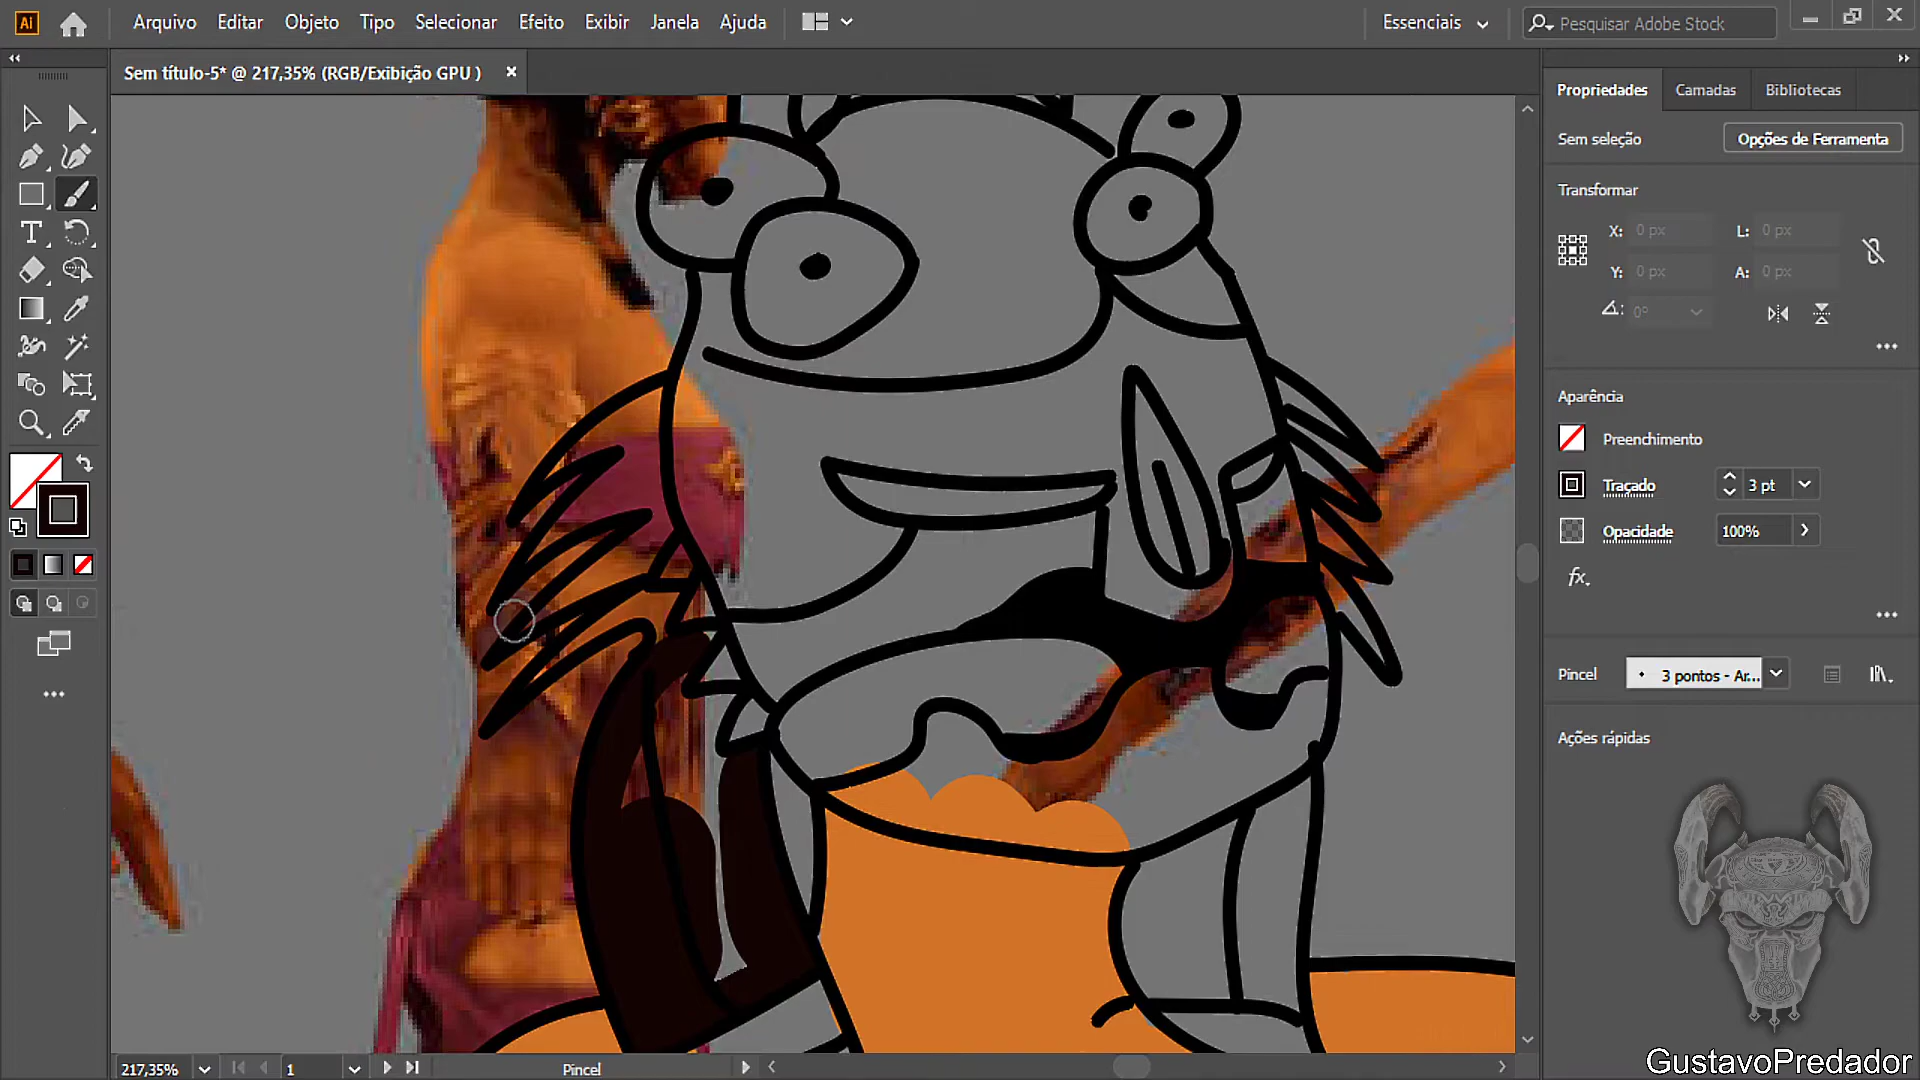 Ai Arquivo Editar Objeto Tipo Selecionar Efeito Exibir Janela Ajuda Essenciais Pesquisar Adobe Stock
Sem título-5* @ 217,35% (RGB/Exibição GPU )
Propriedades Camadas Bibliotecas
Sem seleção Opções de Ferramenta
Transformar
X: 0 px L: 0 px
Y: 0 px A: 0 px
0°
Aparência
Preenchimento
Traçado 3 pt
Opacidade 100%
fx.
Pincel 3 pontos - Ar...
Ações rápidas
217,35% 1 Pincel
GustavoPredador